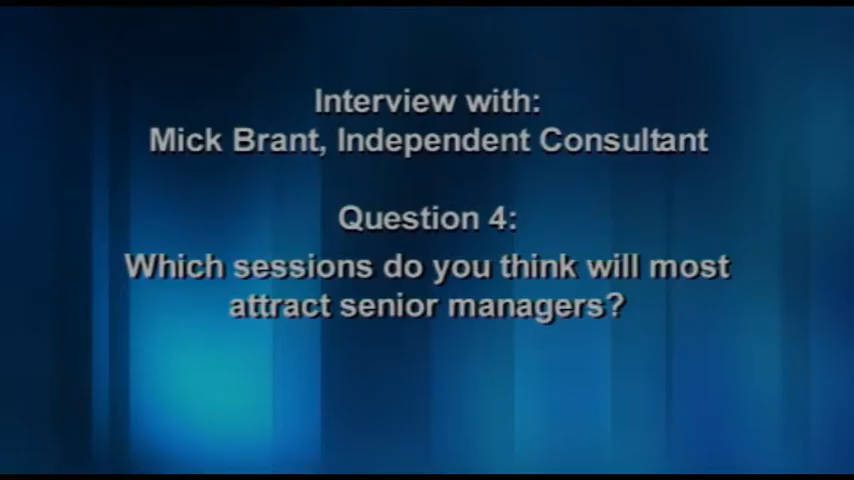 Interview with:
Mick Brant, Independent Consultant
Question 4:
Which sessions do you think will most
attract senior managers?